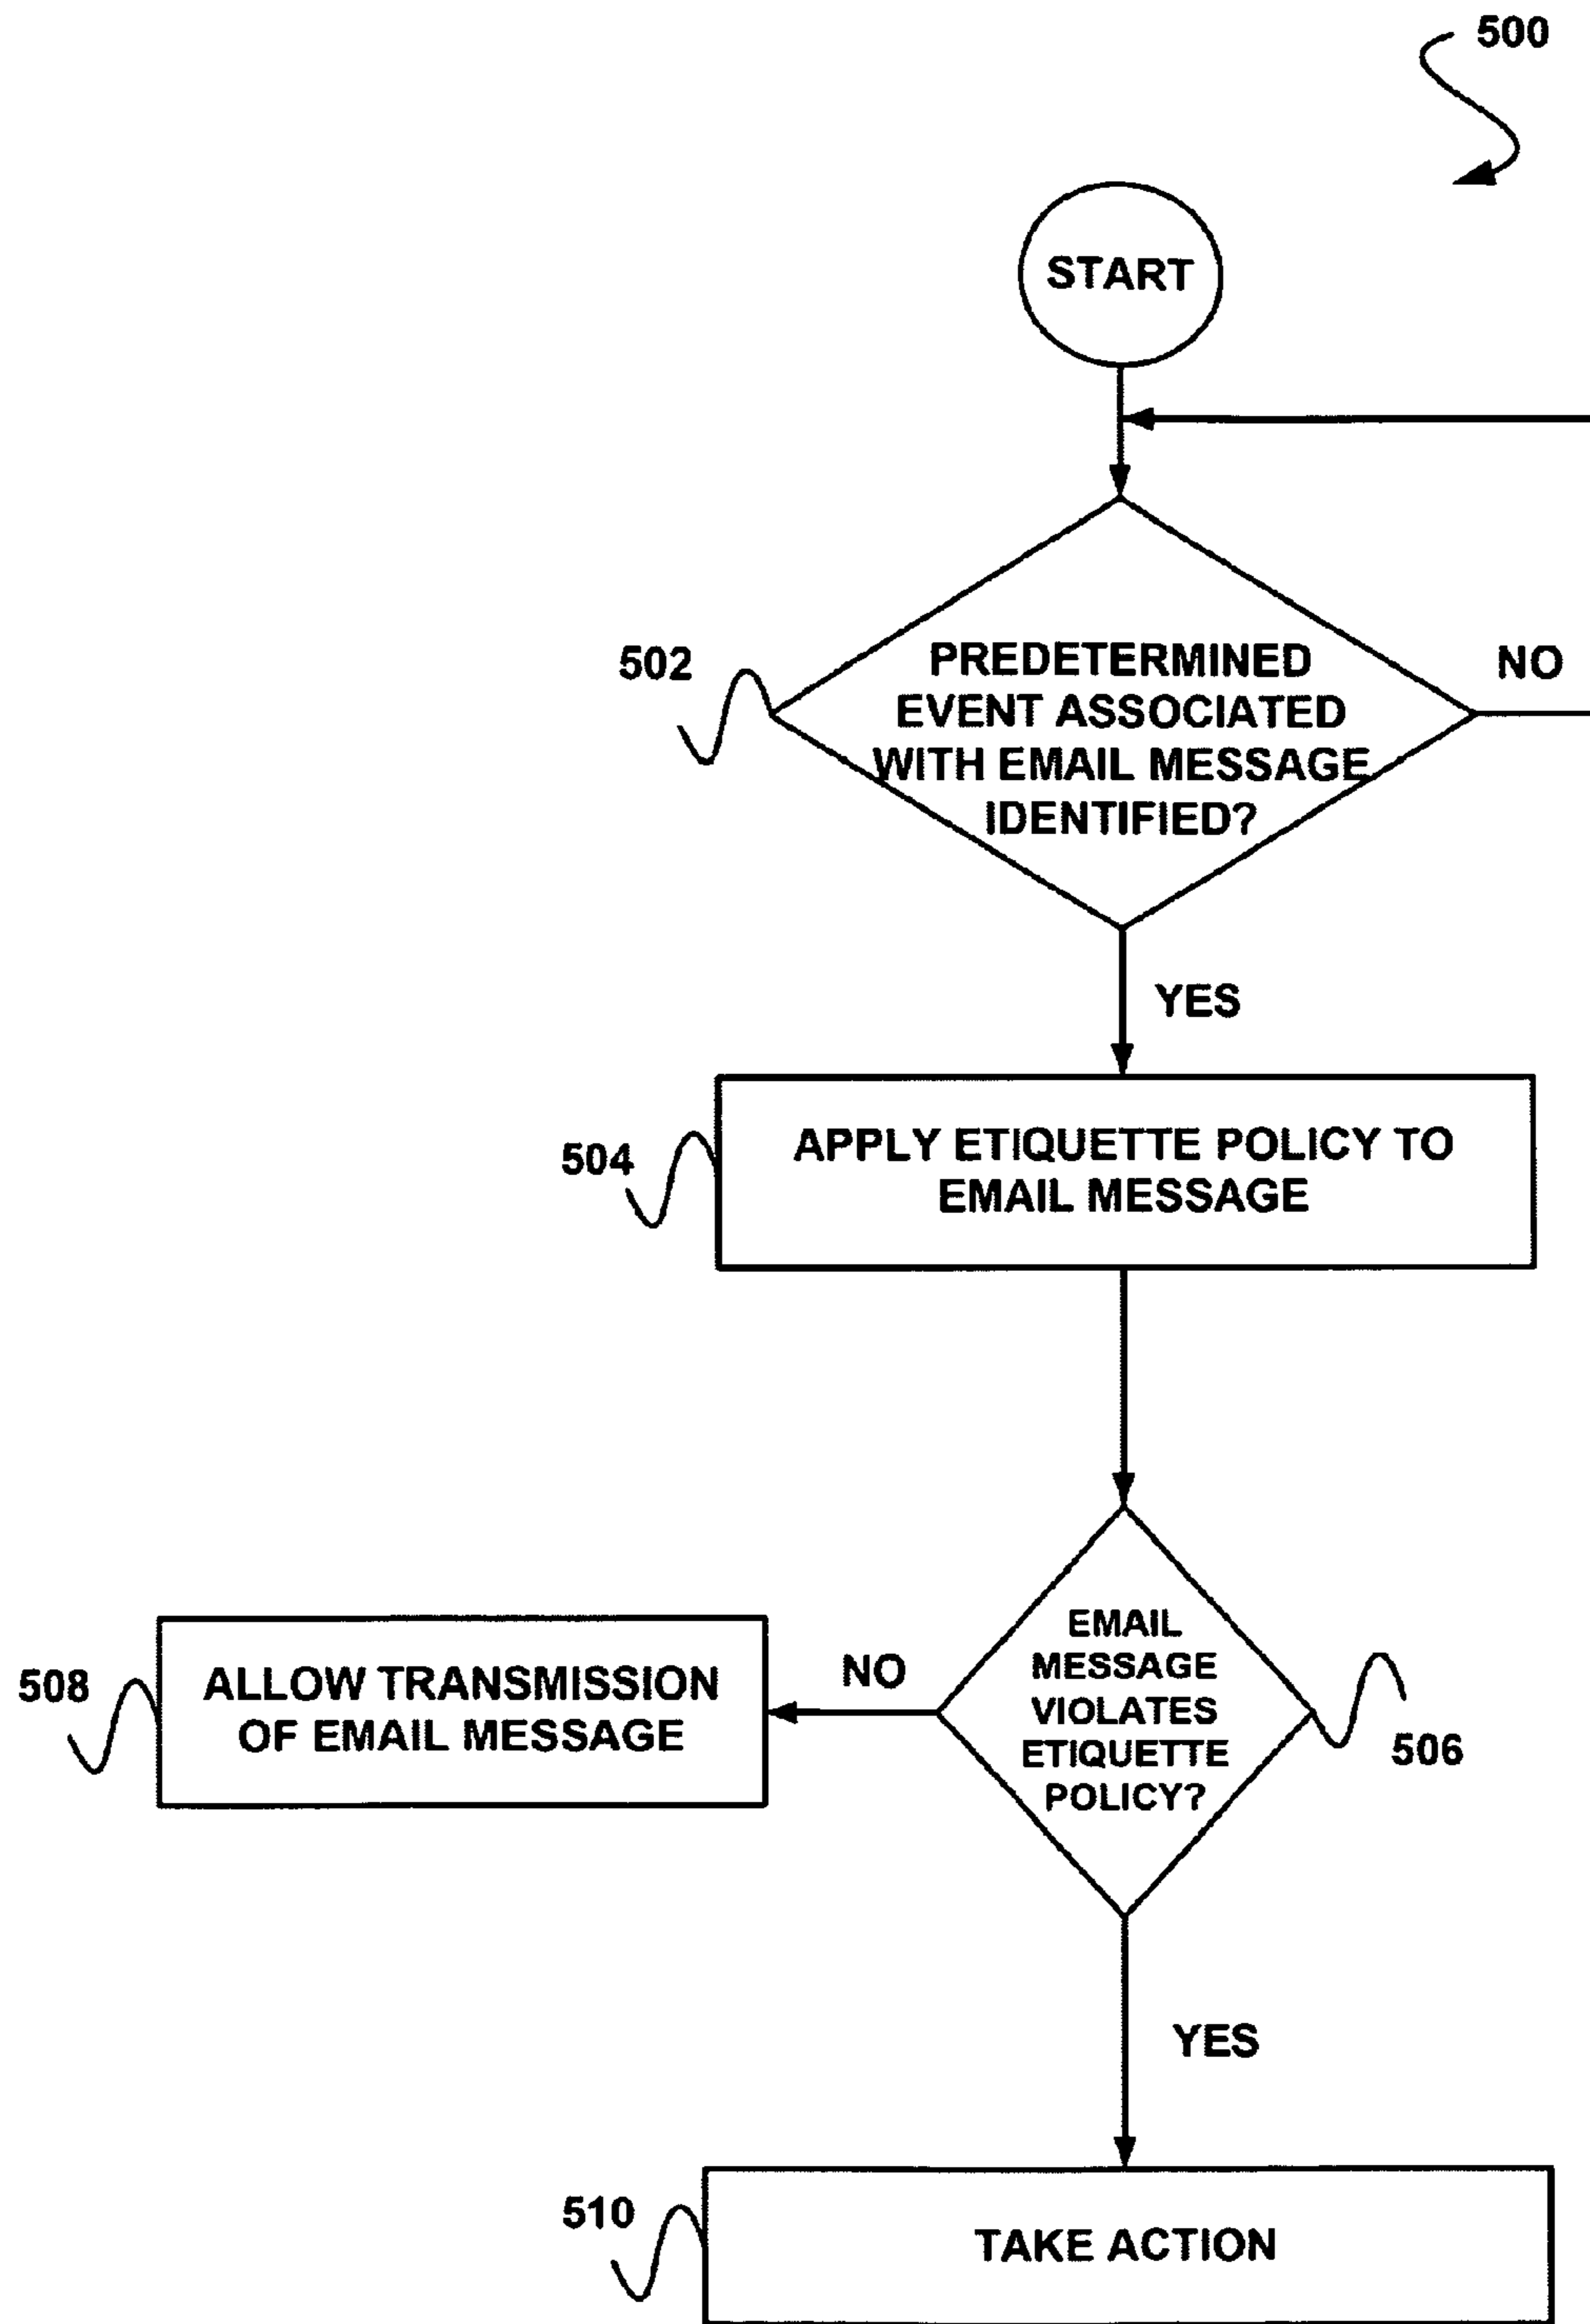 500
START
502
PREDETERMINED
EVENT ASSOCIATED
WITH EMAIL MESSAGE
IDENTIFIED?
NO
YES
504
APPLY ETIQUETTE POLICY TO
EMAIL MESSAGE
508
ALLOW TRANSMISSION
OF EMAIL MESSAGE
NO
EMAIL
MESSAGE
VIOLATES
ETIQUETTE
POLICY?
506
YES
510
TAKE ACTION